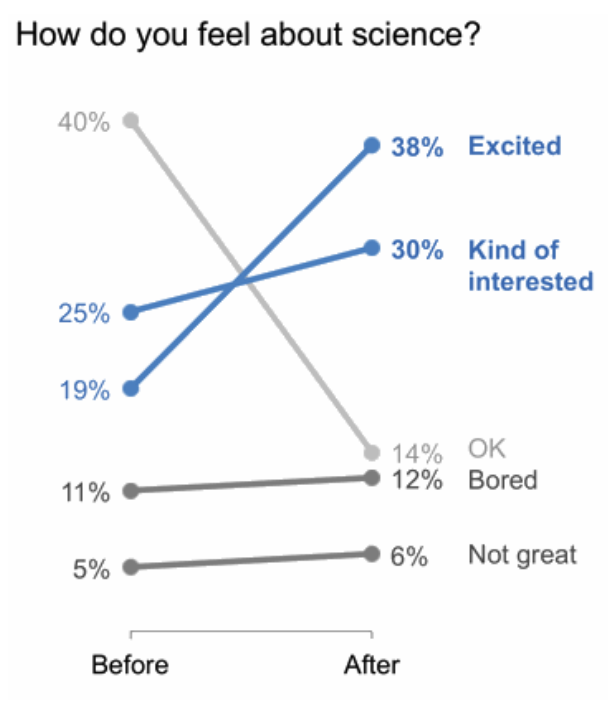 How do you feel about science?
40%
38% Excited
30% Kind of
interested
25%
19%
14% OK
11%
12% Bored
5%
6% Not great
Before After